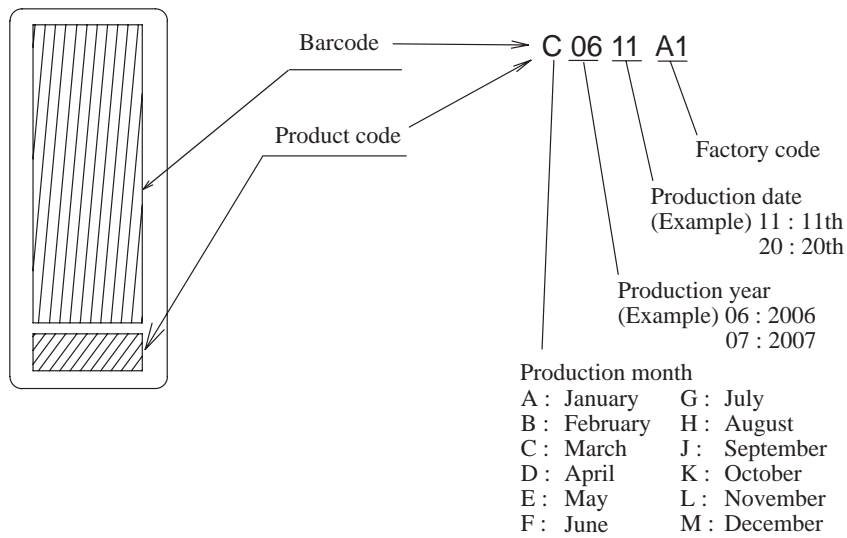 Barcode
C 06 11 A1
Product code
Factory code
Production date
(Example) 11 : 11th
20 : 20th
Production year
(Example) 06 : 2006
07 : 2007
Production month
A : January G : July
B : February H : August
C : March J : September
D : April K : October
E : May L : November
F : June M : December